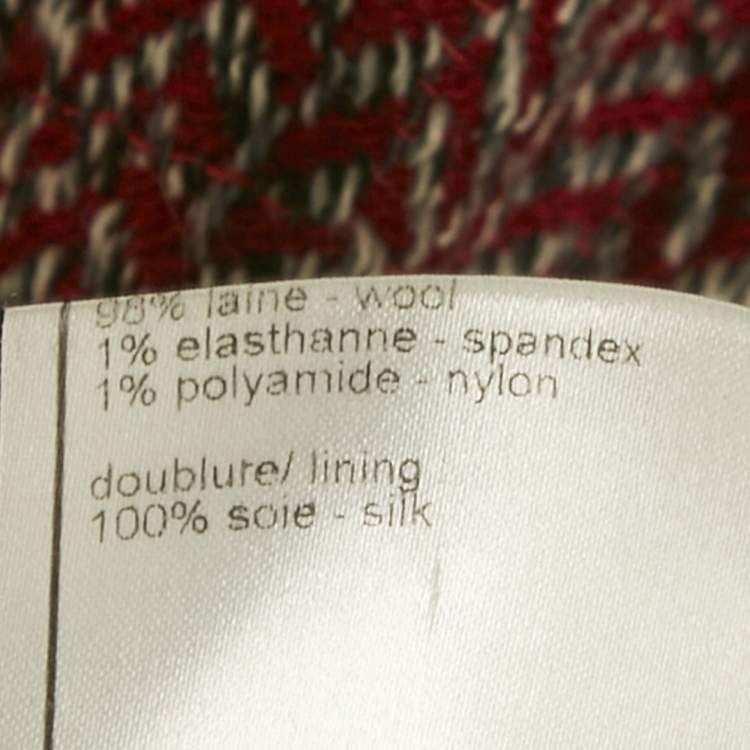 98% laine - wool
1% elasthanne - spandex
1% polyamide - nylon
doublure/ lining
100% soie - silk